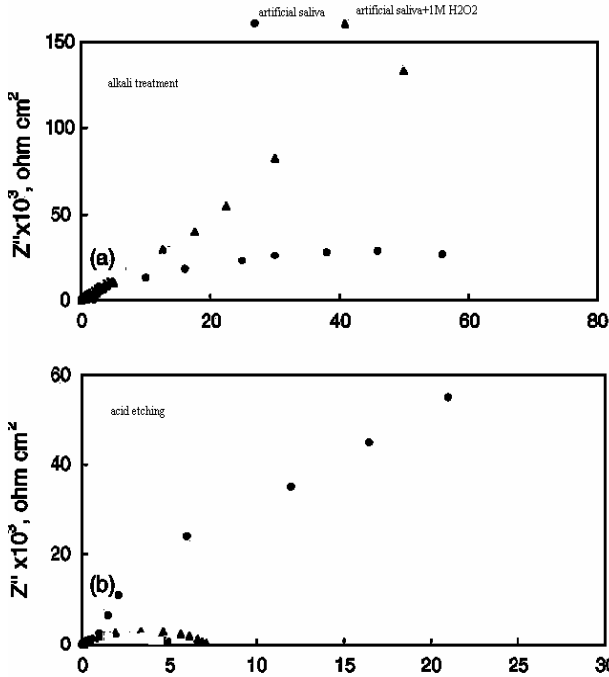 artificial saliva
artificial saliva+1M H2O2
150
alkali treatment
100
Z"x10³, ohm cm²
50
(a)
0
0 20 40 60 80
60
acid etching
40
Z" x10³, ohm cm²
20
(b)
0
0 5 10 15 20 25 30